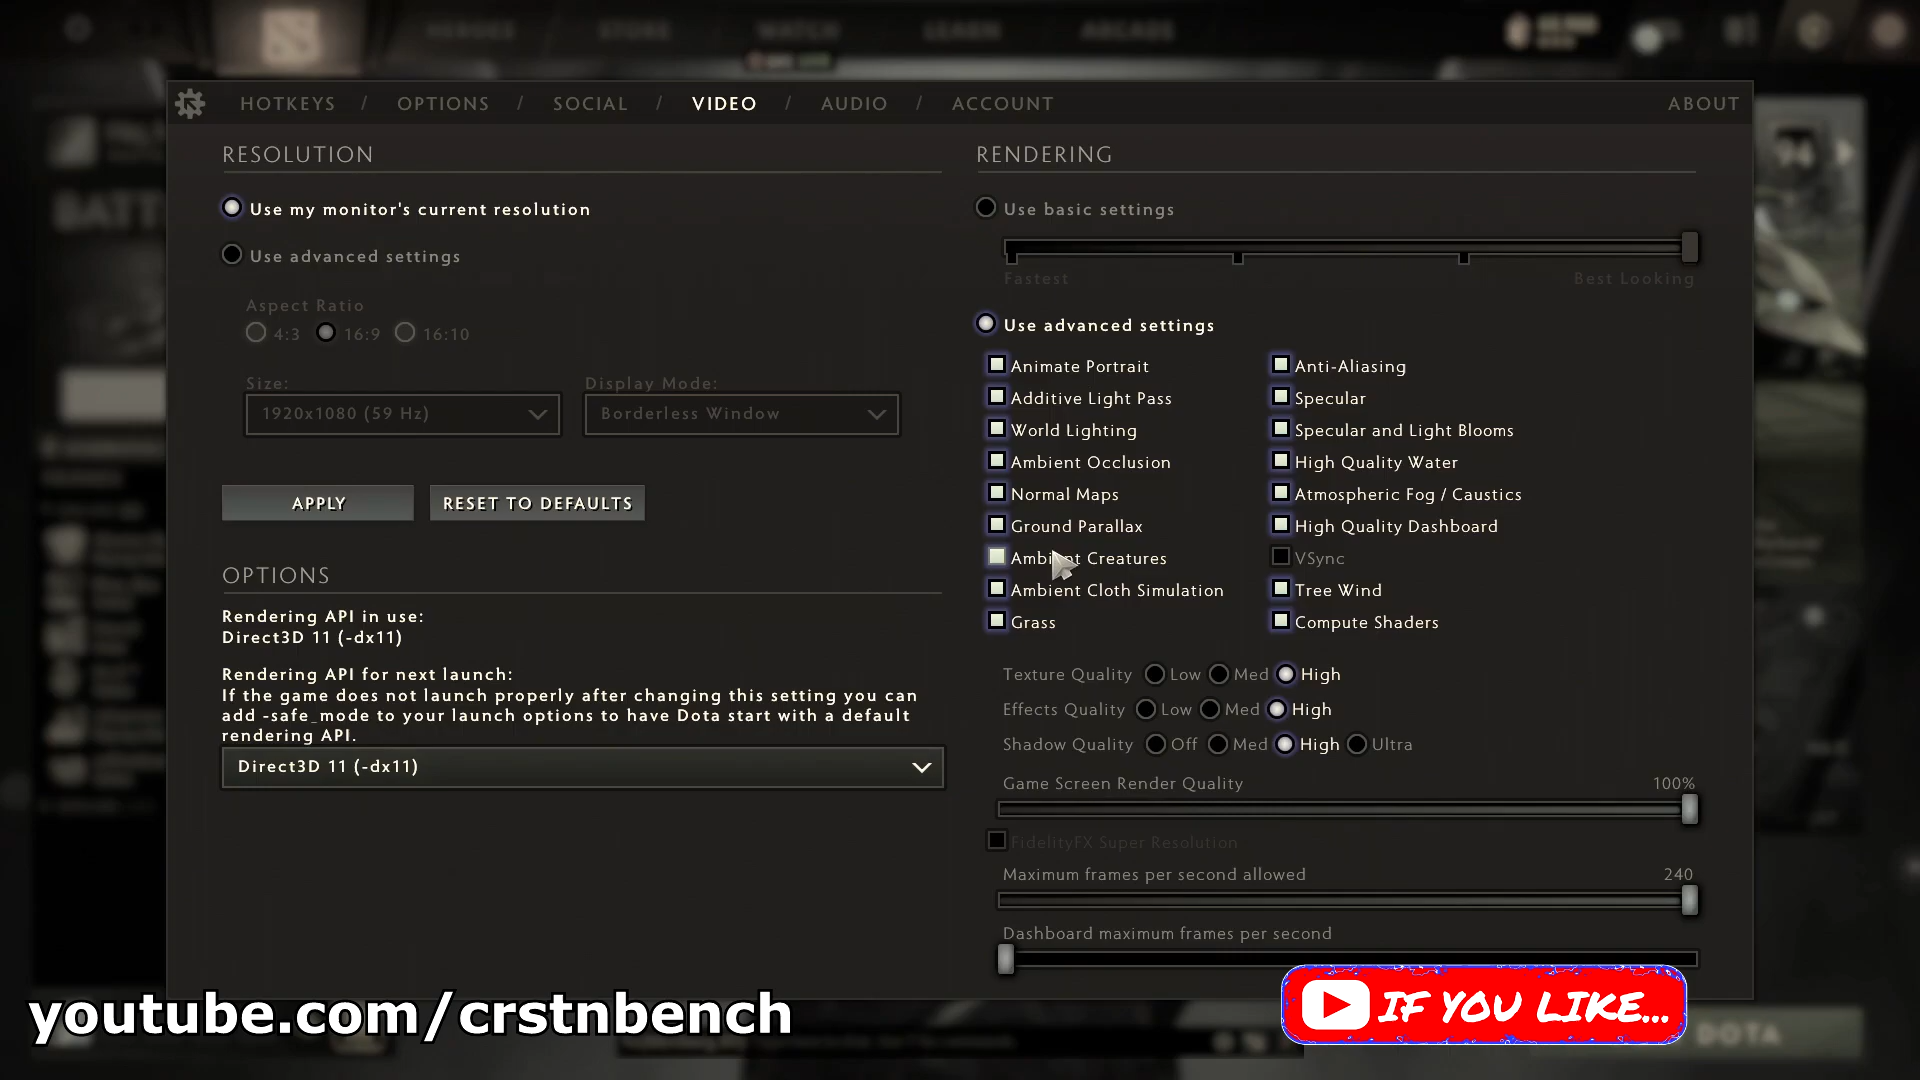 HEROES STORE WATCH LEARN ARCADE
HOTKEYS / OPTIONS / SOCIAL / VIDEO / AUDIO / ACCOUNT
ABOUT
RESOLUTION
Use my monitor's current resolution
Use advanced settings
Aspect Ratio
4:3 16:9 16:10
Size:
Display Mode:
1920x1080 (59 Hz)
Borderless Window
APPLY
RESET TO DEFAULTS
OPTIONS
Rendering API in use:
Direct3D 11 (-dx11)
Rendering API for next launch:
If the game does not launch properly after changing this setting you can
add -safe_mode to your launch options to have Dota start with a default
rendering API.
Direct3D 11 (-dx11)
RENDERING
Use basic settings
Fastest
Best Looking
Use advanced settings
Animate Portrait
Additive Light Pass
World Lighting
Ambient Occlusion
Normal Maps
Ground Parallax
Ambient Creatures
Ambient Cloth Simulation
Grass
Anti-Aliasing
Specular
Specular and Light Blooms
High Quality Water
Atmospheric Fog / Caustics
High Quality Dashboard
VSync
Tree Wind
Compute Shaders
Texture Quality Low Med High
Effects Quality Low Med High
Shadow Quality Off Med High Ultra
Game Screen Render Quality 100%
FidelityFX Super Resolution
Maximum frames per second allowed 240
Dashboard maximum frames per second
youtube.com/crstnbench
IF YOU LIKE...
DOTA
94